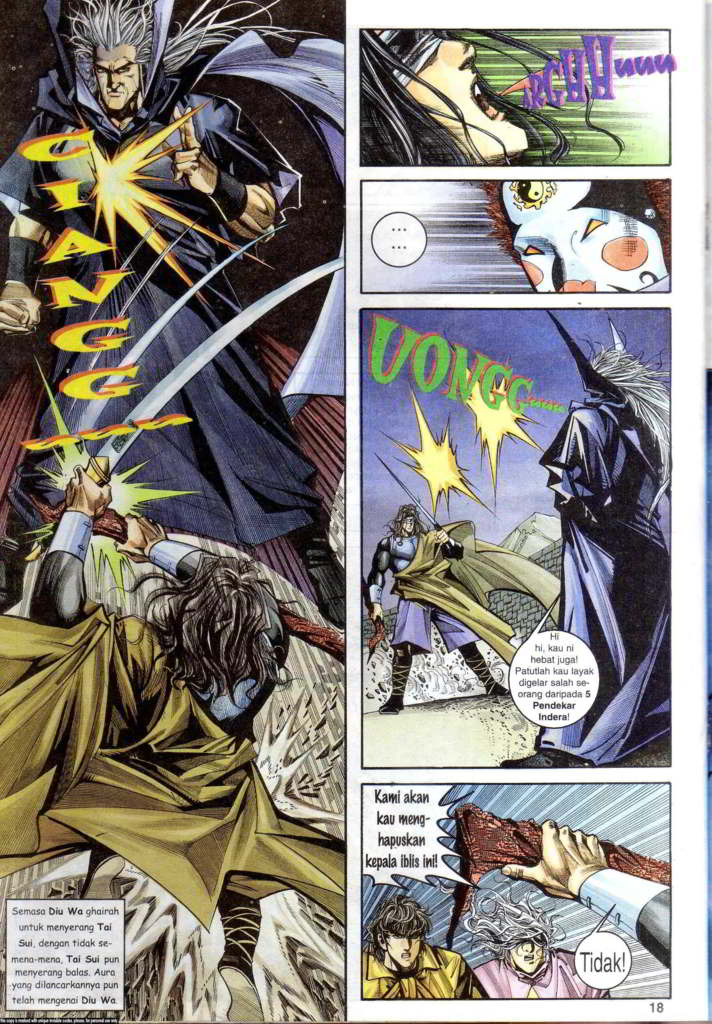 CIANGG~~~
Semasa Diu Wa ghairah
untuk menyerang Tai
Sui, dengan tidak se-
mena-mena, Tai Sui pun
menyerang balas. Aura
yang dilancarkannya pun
telah mengenai Diu Wa.
ARGHH~~~
...
...
UONGG~~~
Hi
hi, kau ni
hebat juga!
Patutlah kau layak
digelar salah se-
orang daripada 5
Pendekar
Indera!
Kami akan
kau meng-
hapuskan
kepala iblis ini!
Tidak!
18